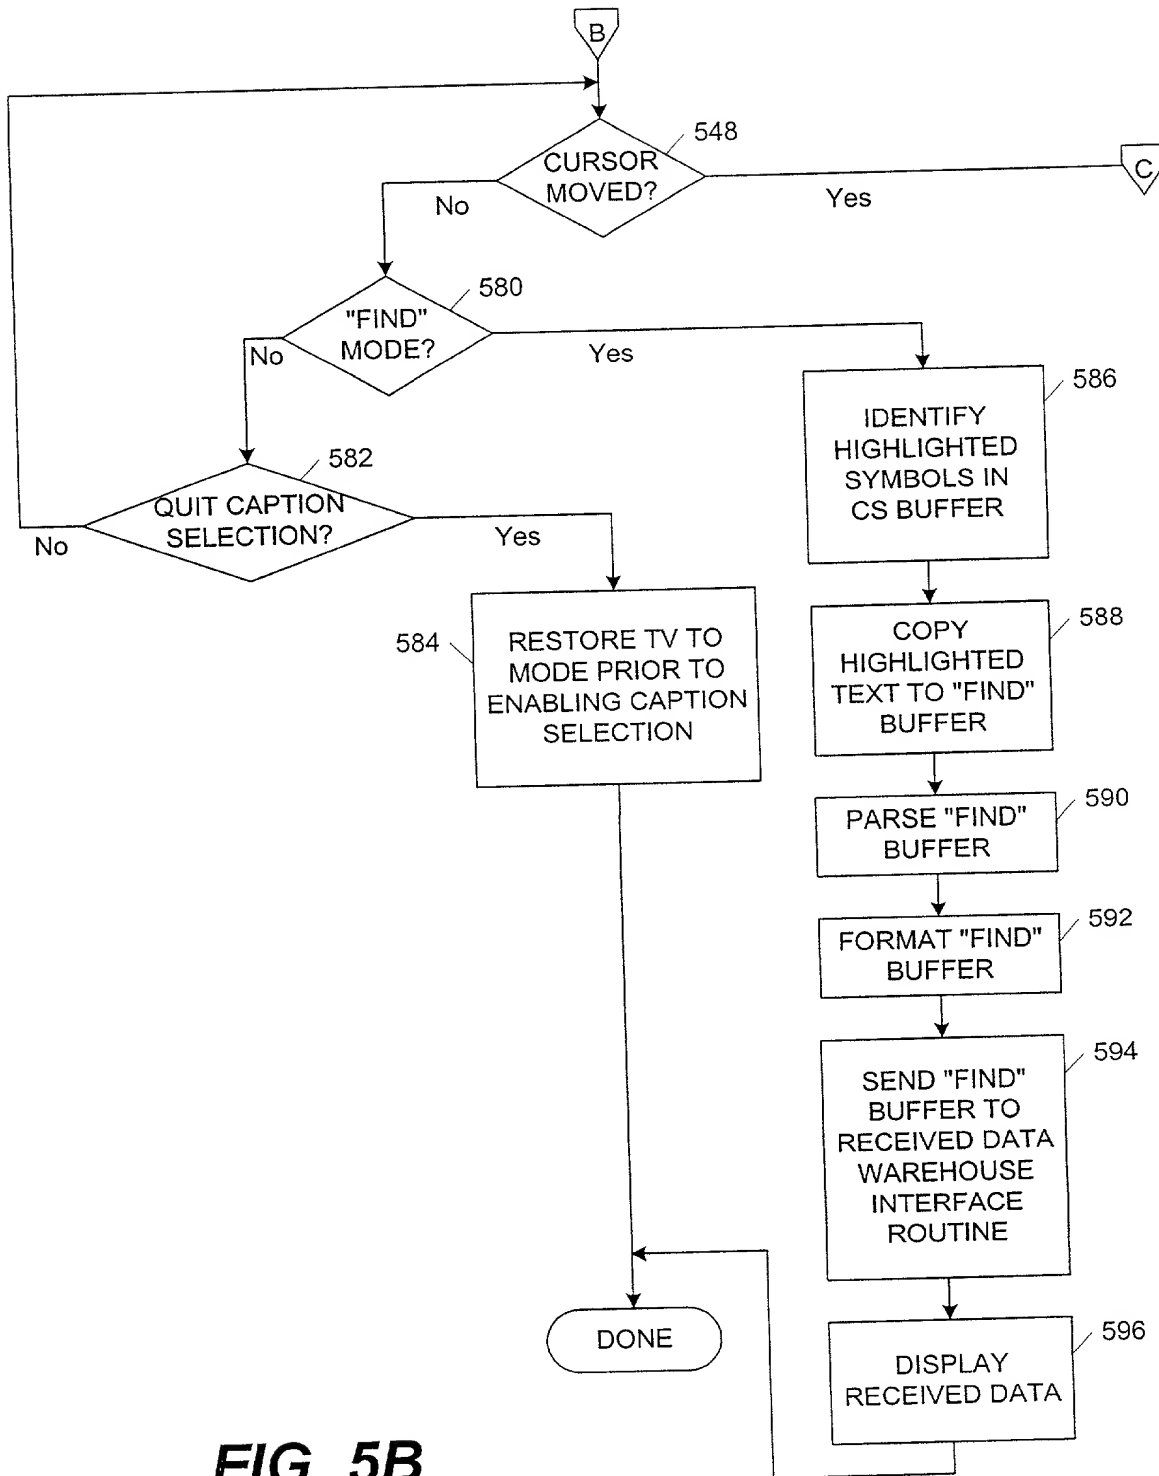 B
548
CURSOR
MOVED?
C
No
Yes
580
"FIND"
MODE?
No
Yes
586
IDENTIFY
HIGHLIGHTED
SYMBOLS IN
CS BUFFER
582
QUIT CAPTION
SELECTION?
No
Yes
584
RESTORE TV TO
MODE PRIOR TO
ENABLING CAPTION
SELECTION
588
COPY
HIGHLIGHTED
TEXT TO "FIND"
BUFFER
590
PARSE "FIND"
BUFFER
592
FORMAT "FIND"
BUFFER
594
SEND "FIND"
BUFFER TO
RECEIVED DATA
WAREHOUSE
INTERFACE
ROUTINE
DONE
596
DISPLAY
RECEIVED DATA
FIG. 5B